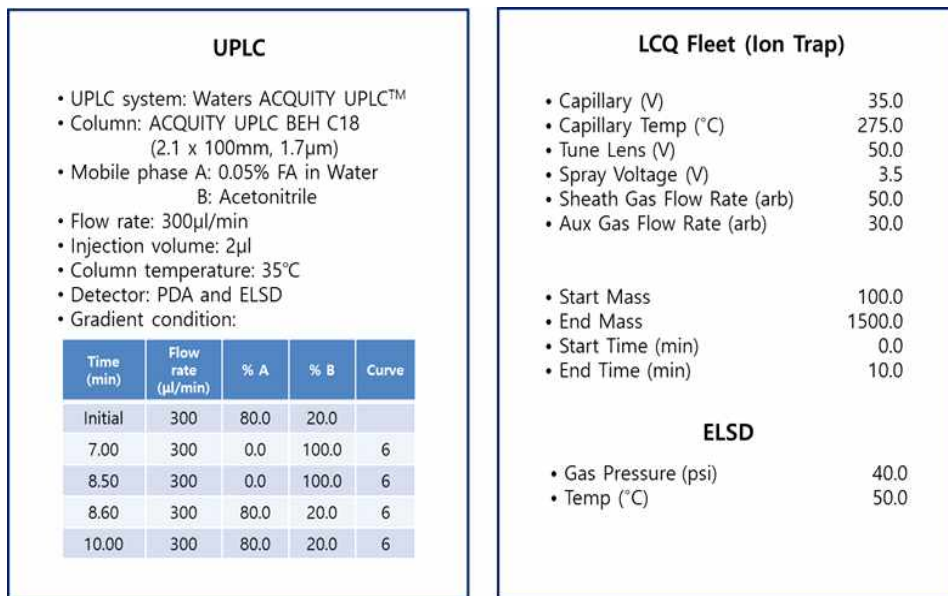 UPLC
• UPLC system: Waters ACQUITY UPLC™
• Column: ACQUITY UPLC BEH C18
(2.1 x 100mm, 1.7μm)
• Mobile phase A: 0.05% FA in Water
B: Acetonitrile
• Flow rate: 300μl/min
• Injection volume: 2μl
• Column temperature: 35℃
• Detector: PDA and ELSD
• Gradient condition:
Time (min) Flow rate (μl/min) % A % B Curve
Initial 300 80.0 20.0
7.00 300 0.0 100.0 6
8.50 300 0.0 100.0 6
8.60 300 80.0 20.0 6
10.00 300 80.0 20.0 6
LCQ Fleet (Ion Trap)
• Capillary (V) 35.0
• Capillary Temp (°C) 275.0
• Tune Lens (V) 50.0
• Spray Voltage (V) 3.5
• Sheath Gas Flow Rate (arb) 50.0
• Aux Gas Flow Rate (arb) 30.0
• Start Mass 100.0
• End Mass 1500.0
• Start Time (min) 0.0
• End Time (min) 10.0
ELSD
• Gas Pressure (psi) 40.0
• Temp (°C) 50.0